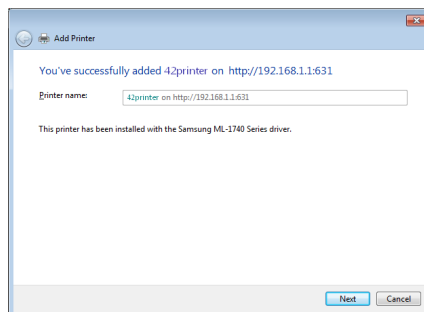 Add Printer
You've successfully added 42printer on http://192.168.1.1:631
Printer name: 42printer on http://192.168.1.1:631
This printer has been installed with the Samsung ML-1740 Series driver.
Next Cancel